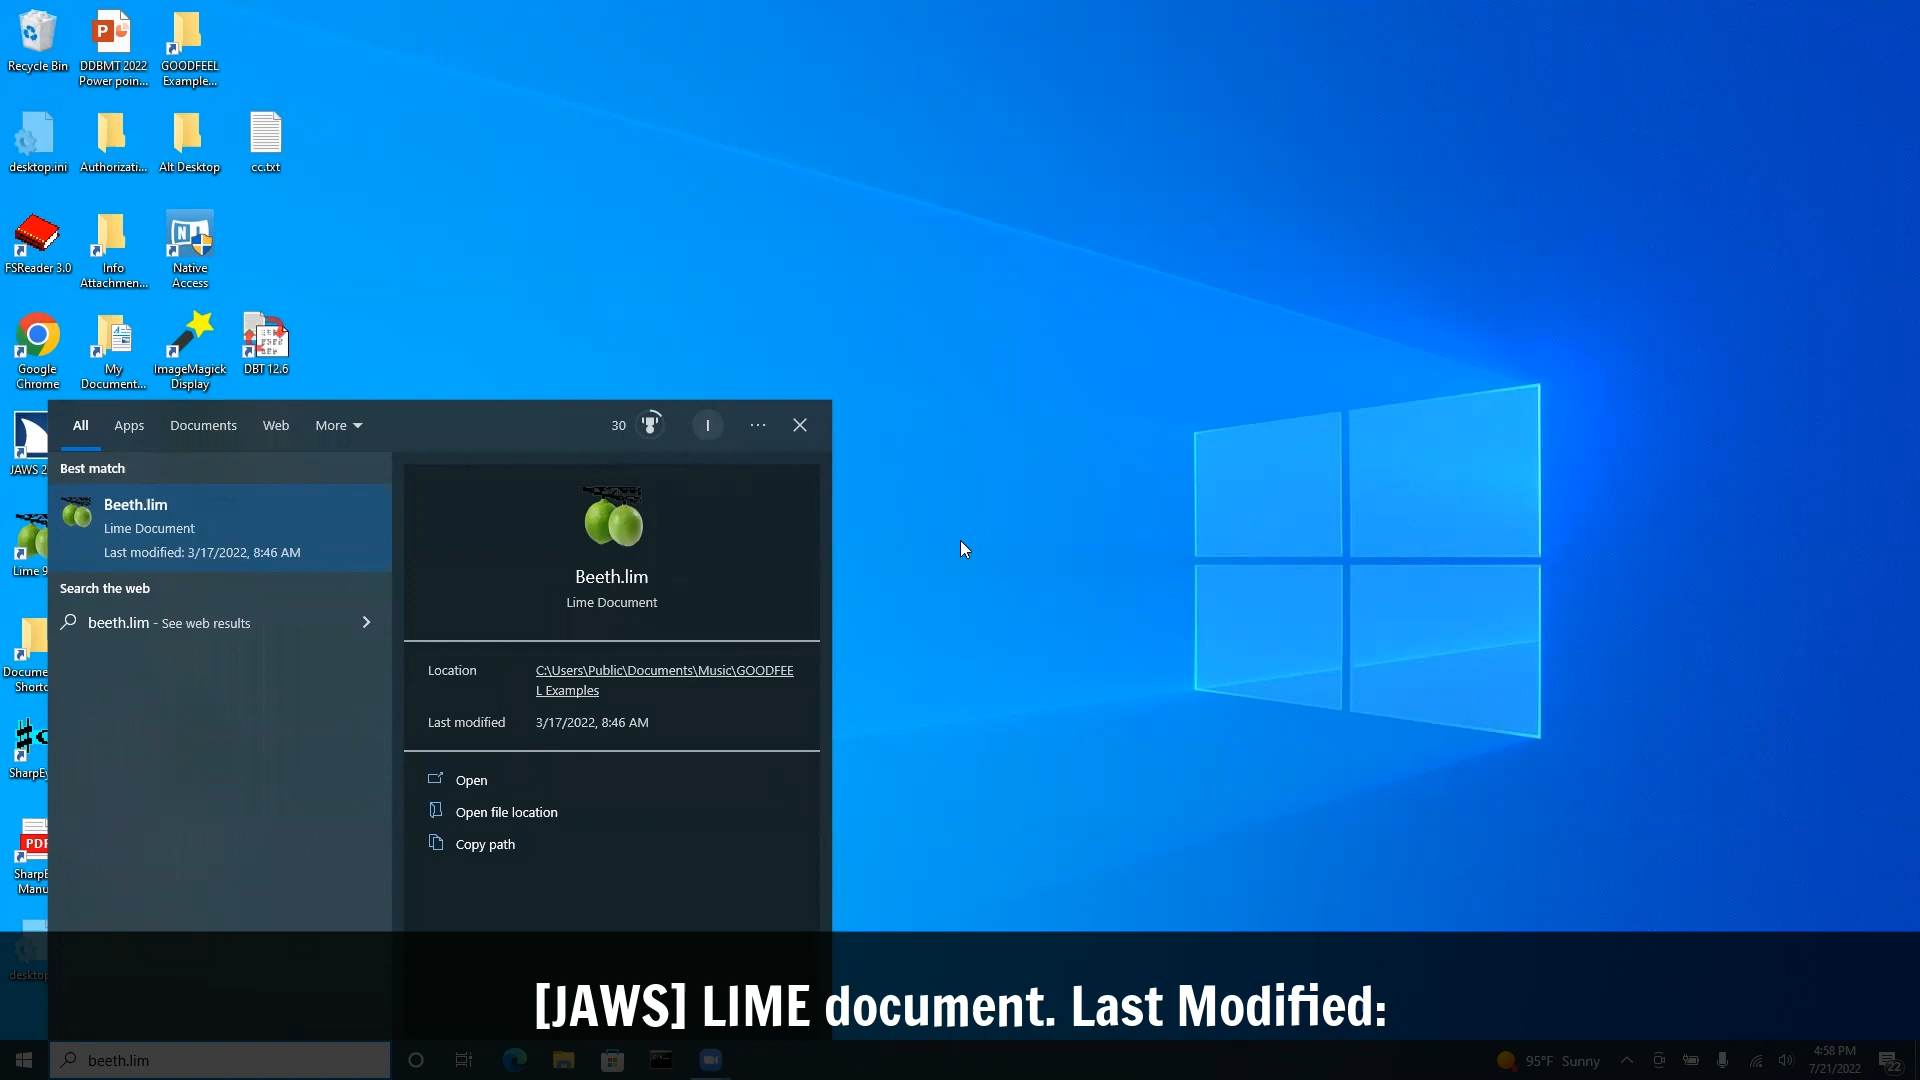 Recycle Bin
DDBMT 2022
Power poin...
GOODFEEL
Example...
desktop.ini
Authorizati...
Alt Desktop
cc.txt
FSReader 3.0
Info
Attachmen...
Native
Access
Google
Chrome
My
Document...
ImageMagick
Display
DBT 12.6
JAWS 2
Lime 9
Docume
Shortc
SharpEy
PDF
SharpE
Manu
desktop
All
Apps
Documents
Web
More
30
I
Best match
Beeth.lim
Lime Document
Last modified: 3/17/2022, 8:46 AM
Search the web
beeth.lim - See web results
Beeth.lim
Lime Document
Location
C:\Users\Public\Documents\Music\GOODFEE
L Examples
Last modified
3/17/2022, 8:46 AM
Open
Open file location
Copy path
[JAWS] LIME document. Last Modified:
beeth.lim
95°F Sunny
4:58 PM
7/21/2022
22